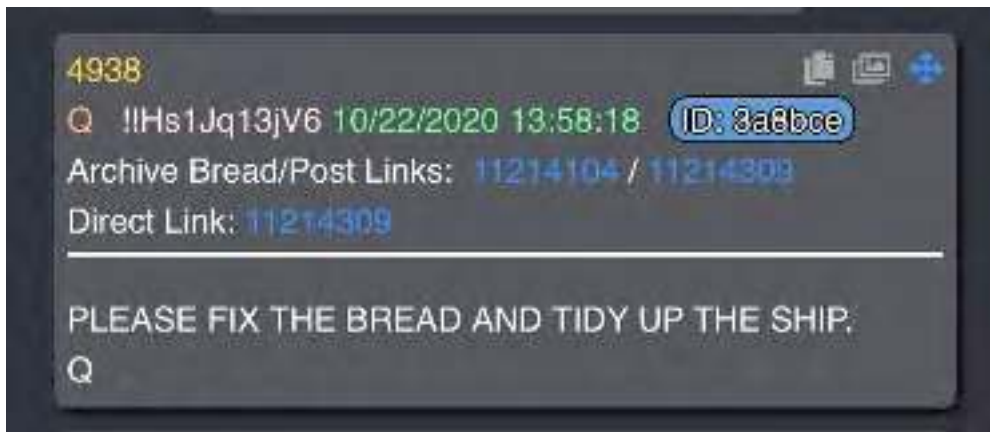 4938
Q !!Hs1Jq13jV6 10/22/2020 13:58:18 ID: 3a8bce
Archive Bread/Post Links: 11214104 / 11214309
Direct Link: 11214309
PLEASE FIX THE BREAD AND TIDY UP THE SHIP.
Q